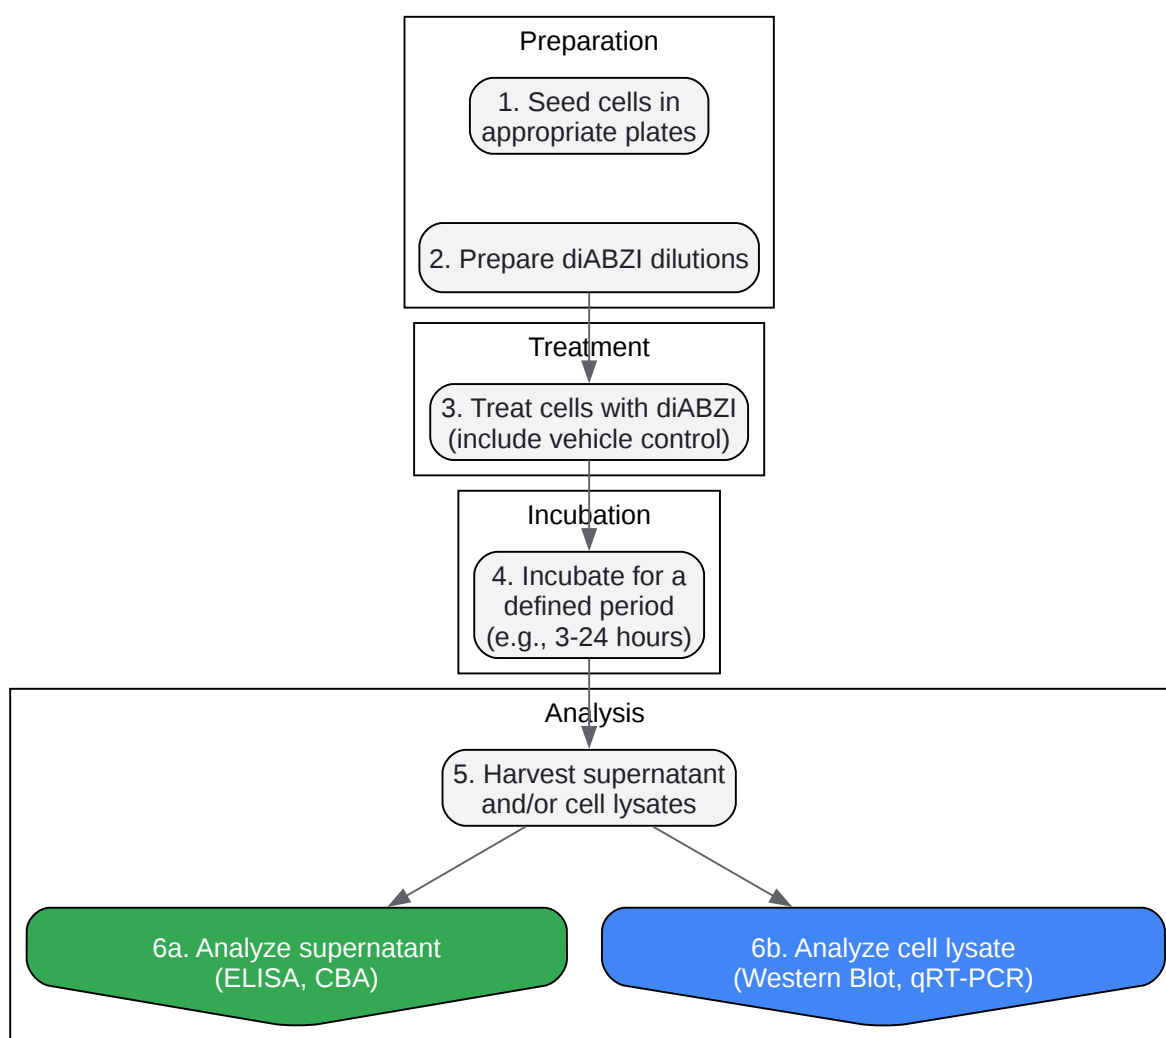 Preparation
1. Seed cells in
appropriate plates
2. Prepare diABZI dilutions
Treatment
3. Treat cells with diABZI
(include vehicle control)
Incubation
4. Incubate for a
defined period
(e.g., 3-24 hours)
Analysis
5. Harvest supernatant
and/or cell lysates
6a. Analyze supernatant
(ELISA, CBA)
6b. Analyze cell lysate
(Western Blot, qRT-PCR)